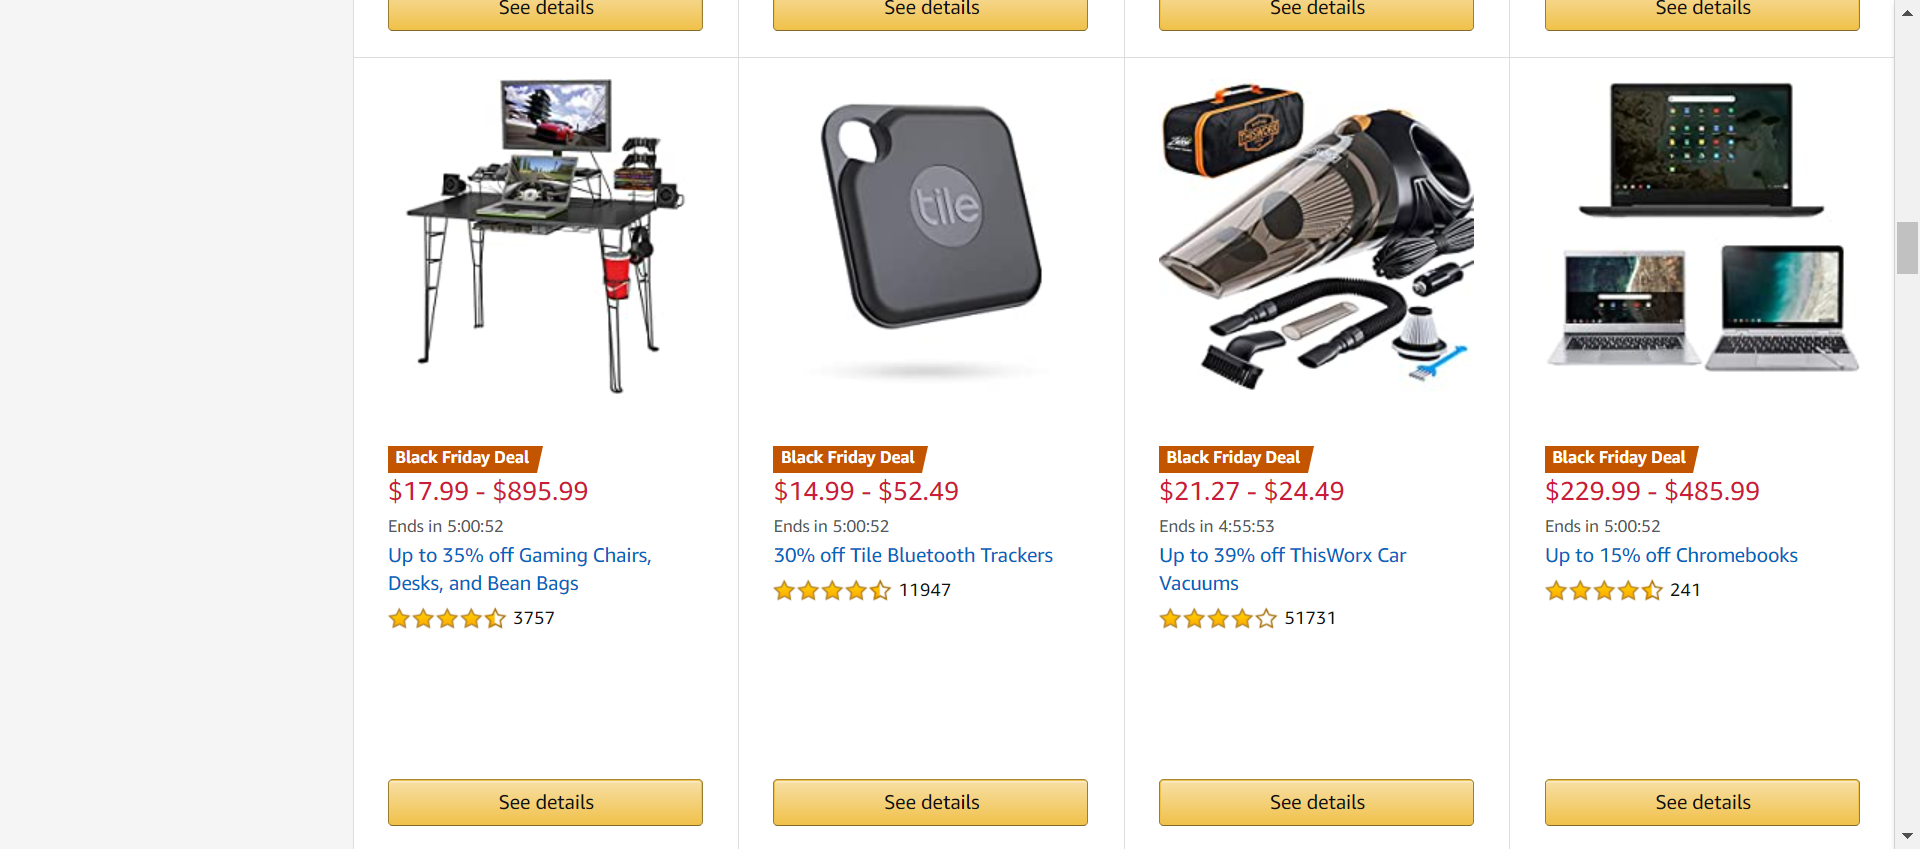 See details
See details
See details
See details
tile
THISWORX
Black Friday Deal
$17.99 - $895.99
Ends in 5:00:52
Up to 35% off Gaming Chairs,
Desks, and Bean Bags
3757
See details
Black Friday Deal
$14.99 - $52.49
Ends in 5:00:52
30% off Tile Bluetooth Trackers
11947
See details
Black Friday Deal
$21.27 - $24.49
Ends in 4:55:53
Up to 39% off ThisWorx Car
Vacuums
51731
See details
Black Friday Deal
$229.99 - $485.99
Ends in 5:00:52
Up to 15% off Chromebooks
241
See details